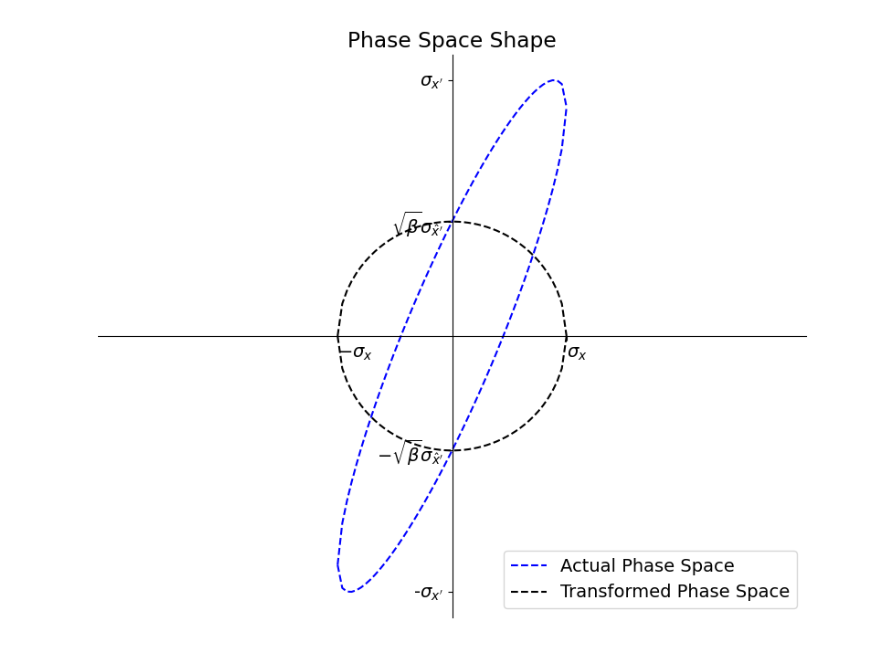 Phase Space Shape
σ_{x'}
√β σ_{x̂'}
−σ_x
σ_x
−√β σ_{x̂'}
-σ_{x'}
Actual Phase Space
Transformed Phase Space